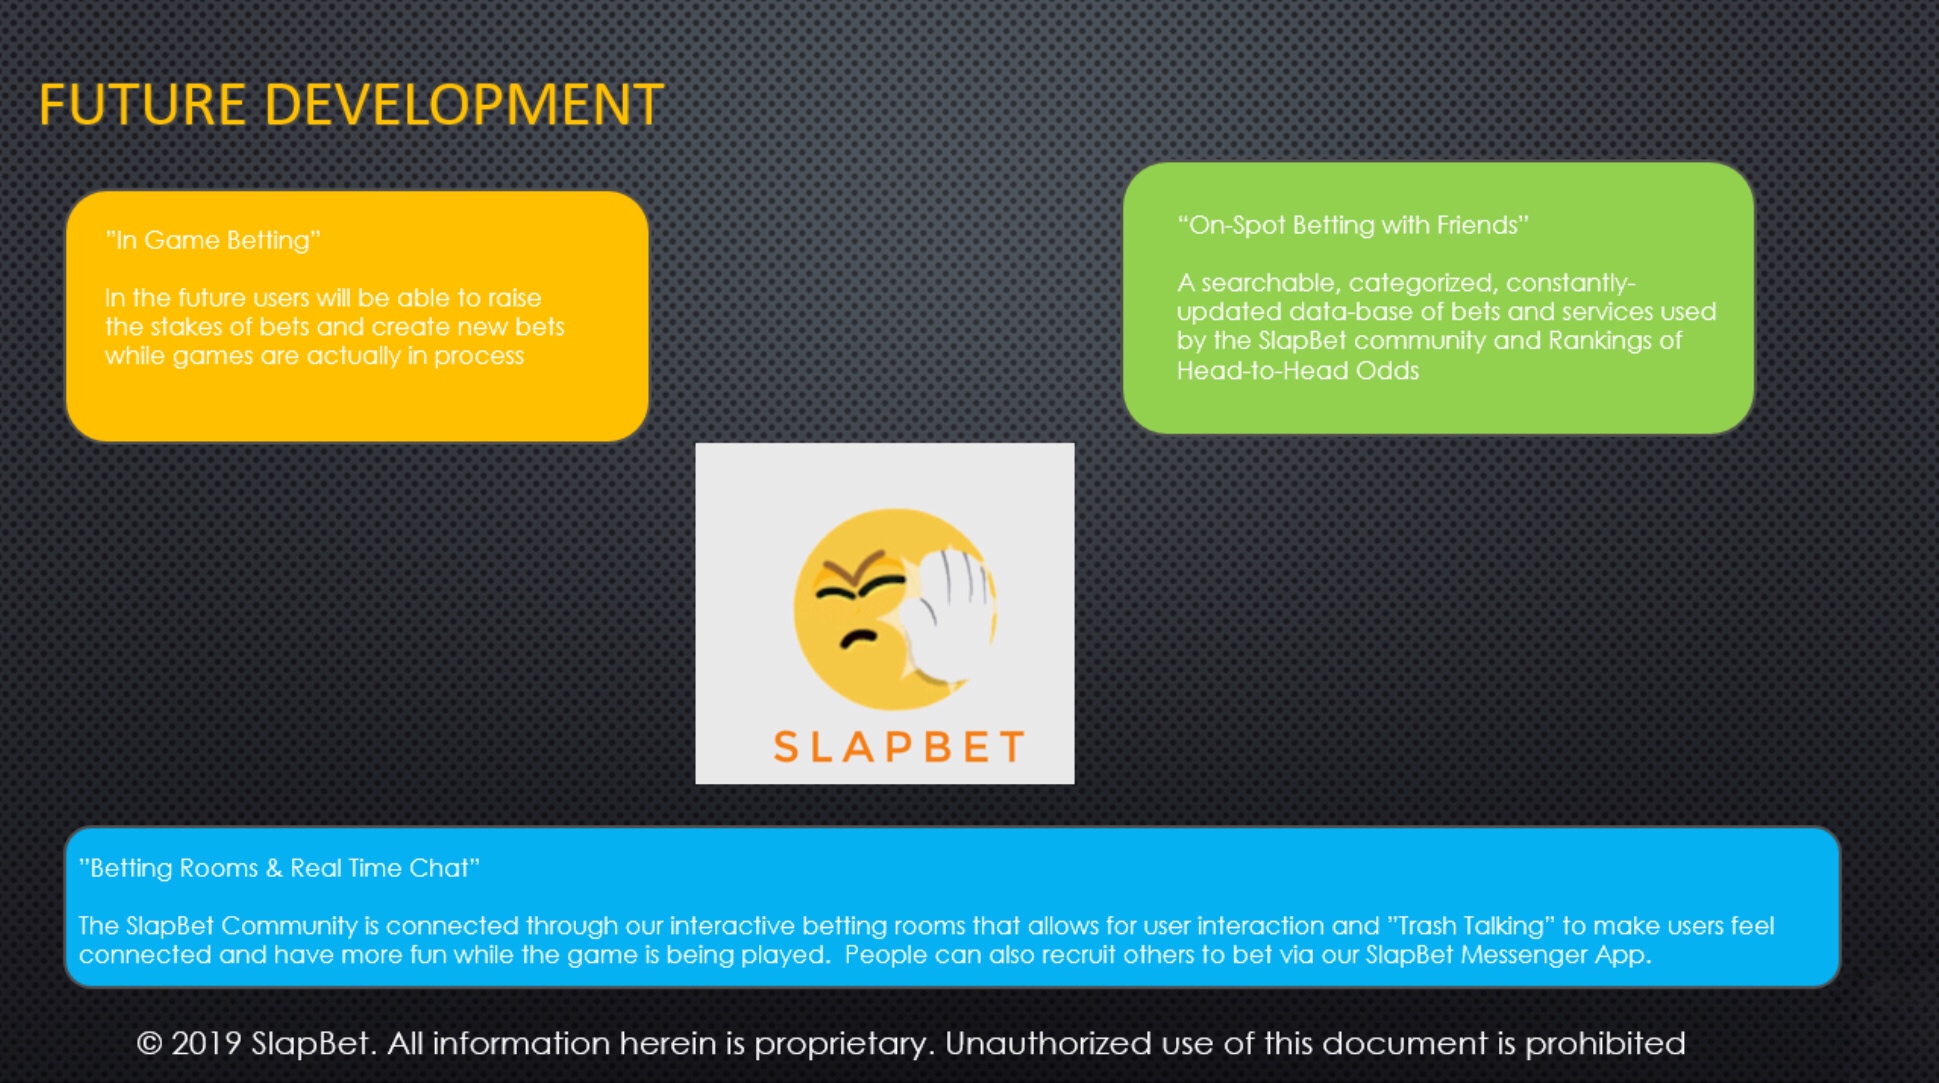 FUTURE DEVELOPMENT
”In Game Betting”
In the future users will be able to raise
the stakes of bets and create new bets
while games are actually in process
“On-Spot Betting with Friends”
A searchable, categorized, constantly-
updated data-base of bets and services used
by the SlapBet community and Rankings of
Head-to-Head Odds
SLAPBET
”Betting Rooms & Real Time Chat”
The SlapBet Community is connected through our interactive betting rooms that allows for user interaction and ”Trash Talking” to make users feel
connected and have more fun while the game is being played.  People can also recruit others to bet via our SlapBet Messenger App.
© 2019 SlapBet. All information herein is proprietary. Unauthorized use of this document is prohibited